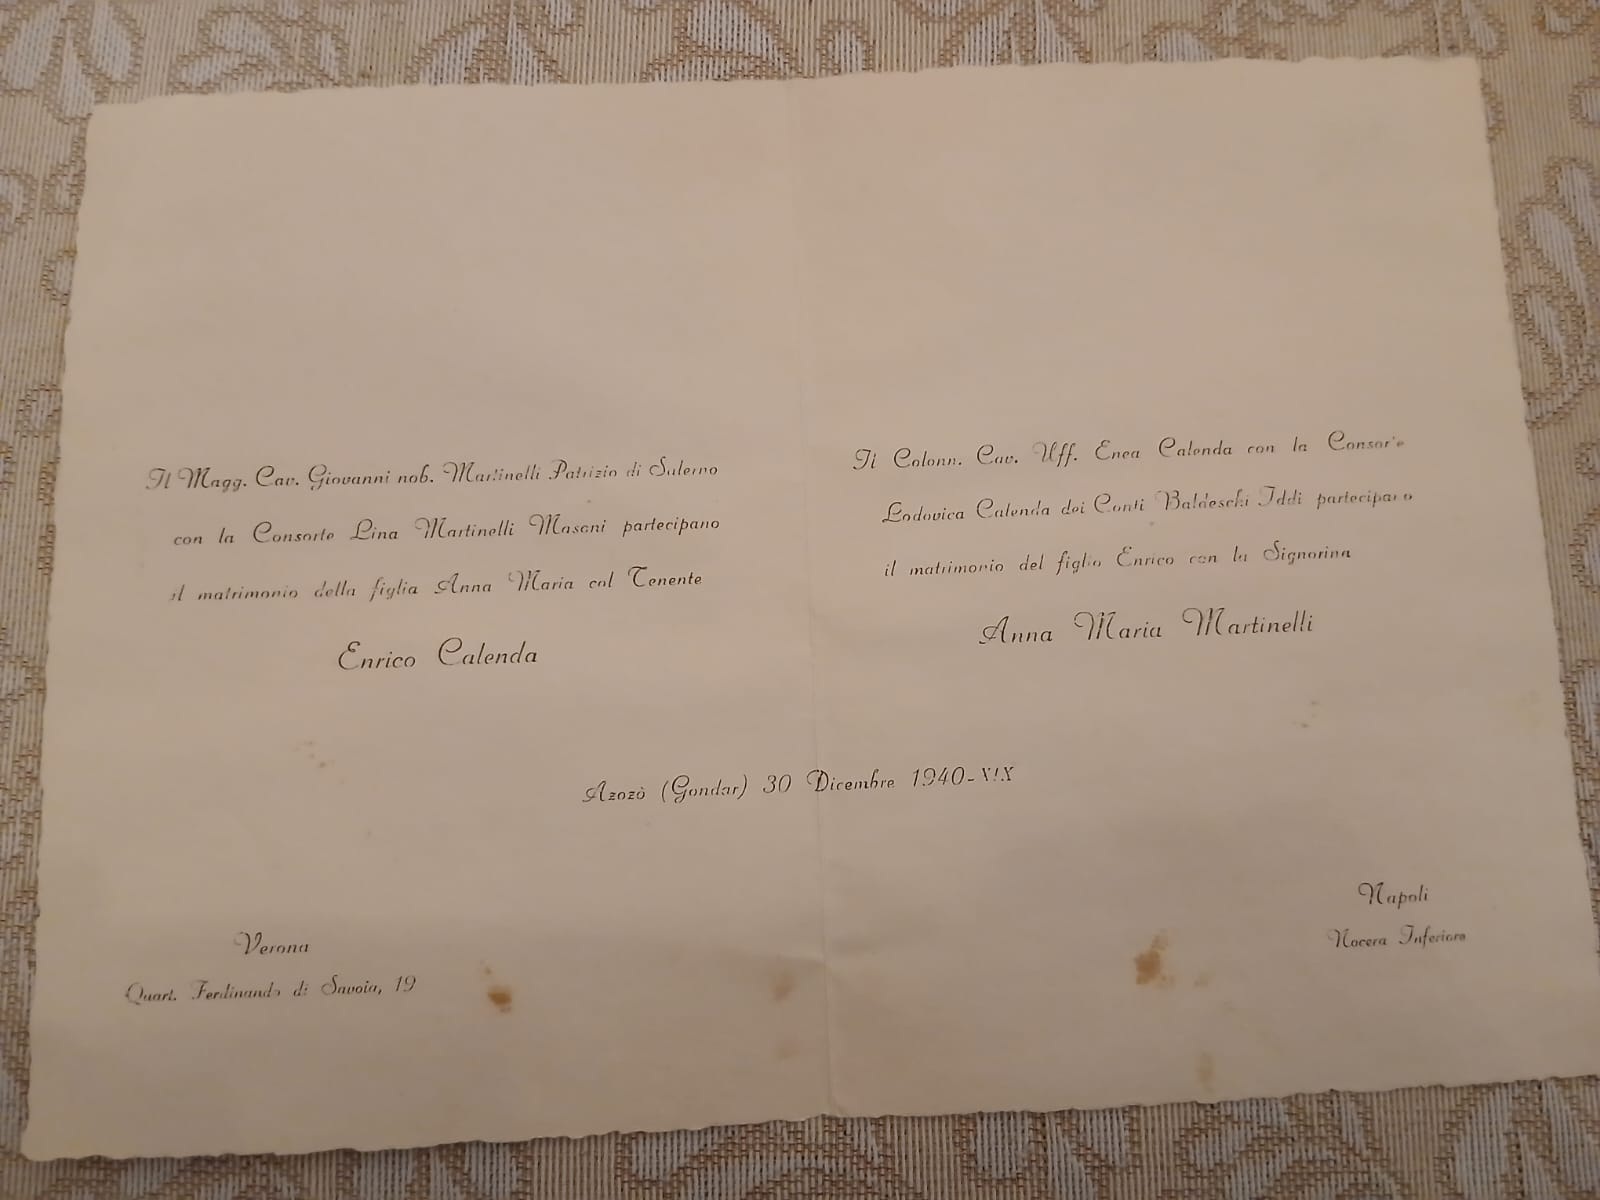 Il Magg. Cav. Giovanni nob. Martinelli Patrizio di Salerno
con la Consorte Lina Martinelli Masoni partecipano
il matrimonio della figlia Anna Maria col Tenente
Enrico Calenda
Il Colonn. Cav. Uff. Enea Calenda con la Consorte
Lodovica Calenda dei Conti Baldeschi Iddi partecipano
il matrimonio del figlio Enrico con la Signorina
Anna Maria Martinelli
Azozò (Gondar) 30 Dicembre 1940-XIX
Verona
Quart. Ferdinando di Savoia, 19
Napoli
Nocera Inferiore